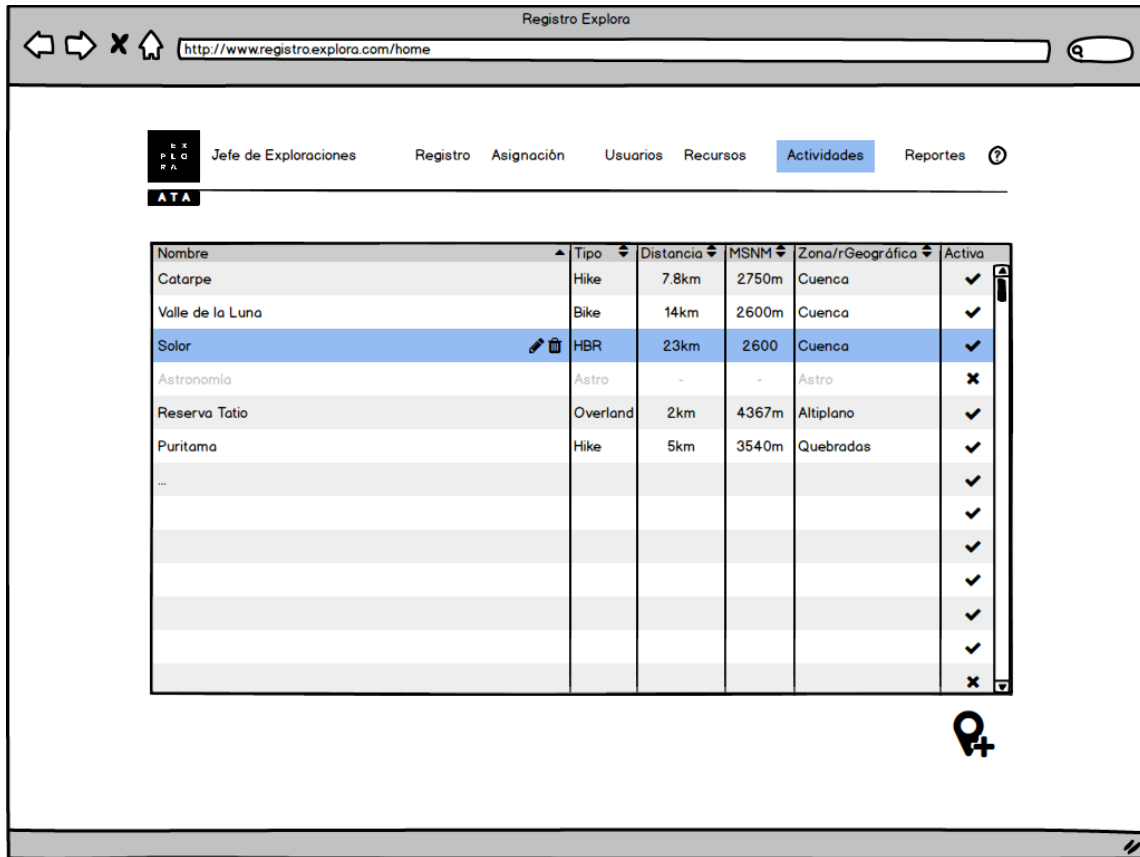 Registro Explora
http://www.registro.explora.com/home
E X
P L O
R A
Jefe de Exploraciones Registro Asignación Usuarios Recursos Actividades Reportes ?
ATA
Nombre Tipo Distancia MSNM Zona/rGeográfica Activa
Catarpe Hike 7.8km 2750m Cuenca
Valle de la Luna Bike 14km 2600m Cuenca
Solor HBR 23km 2600 Cuenca
Astronomía Astro - - Astro
Reserva Tatio Overland 2km 4367m Altiplano
Puritama Hike 5km 3540m Quebradas
...